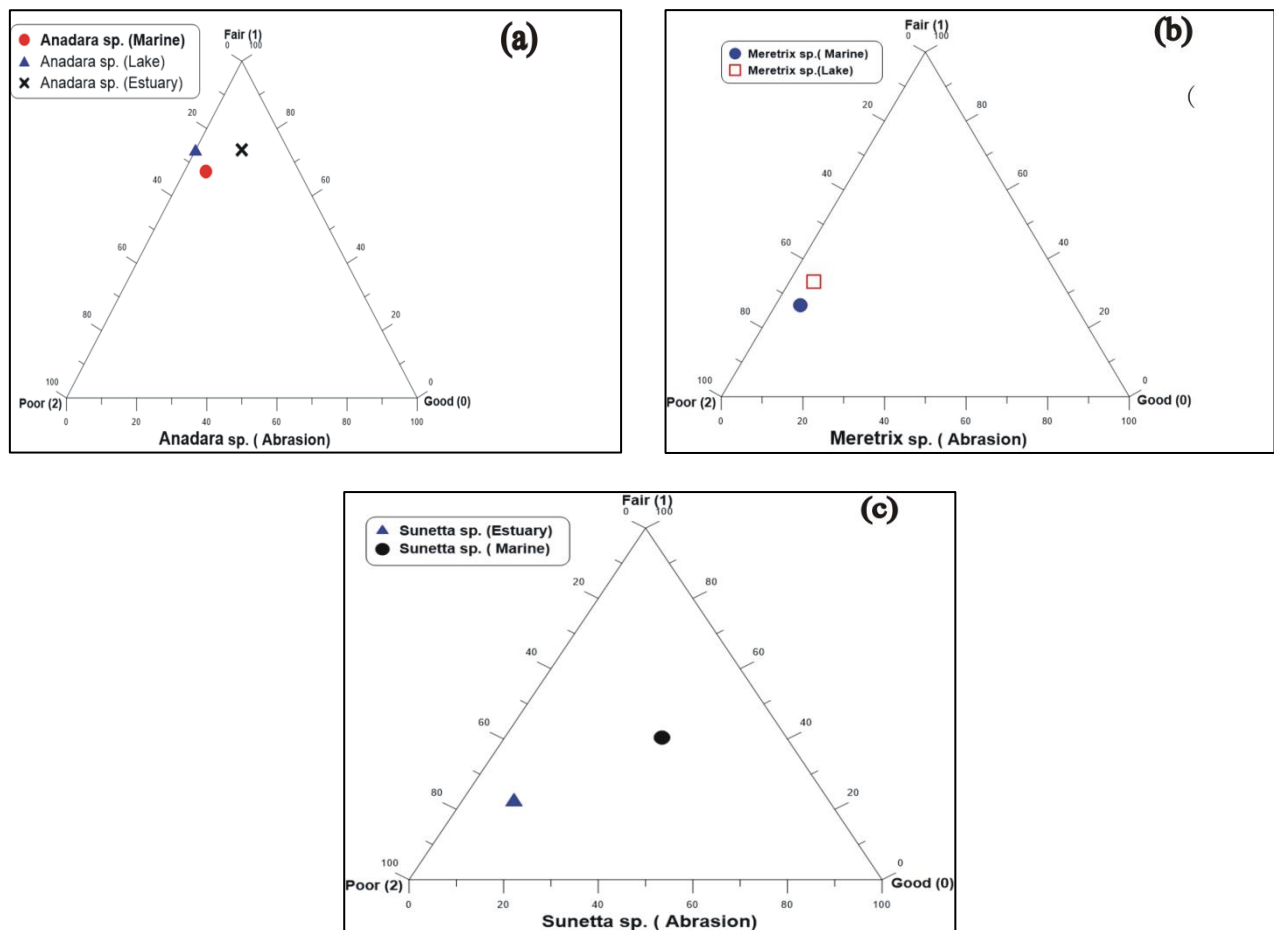 Anadara sp. (Marine)
Anadara sp. (Lake)
Anadara sp. (Estuary)
Fair (1)
0 100
(a)
20 80
40 60
60 40
80 20
100 0
Poor (2) Good (0)
0 20 40 60 80 100
Anadara sp. ( Abrasion)
Meretrix sp.( Marine)
Meretrix sp.(Lake)
Fair (1)
0 100
(b)
(
20 80
40 60
60 40
80 20
100 0
Poor (2) Good (0)
0 20 40 60 80 100
Meretrix sp. ( Abrasion)
Sunetta sp. (Estuary)
Sunetta sp. ( Marine)
Fair (1)
0 100
(c)
20 80
40 60
60 40
80 20
100 0
Poor (2) Good (0)
0 20 40 60 80 100
Sunetta sp. ( Abrasion)